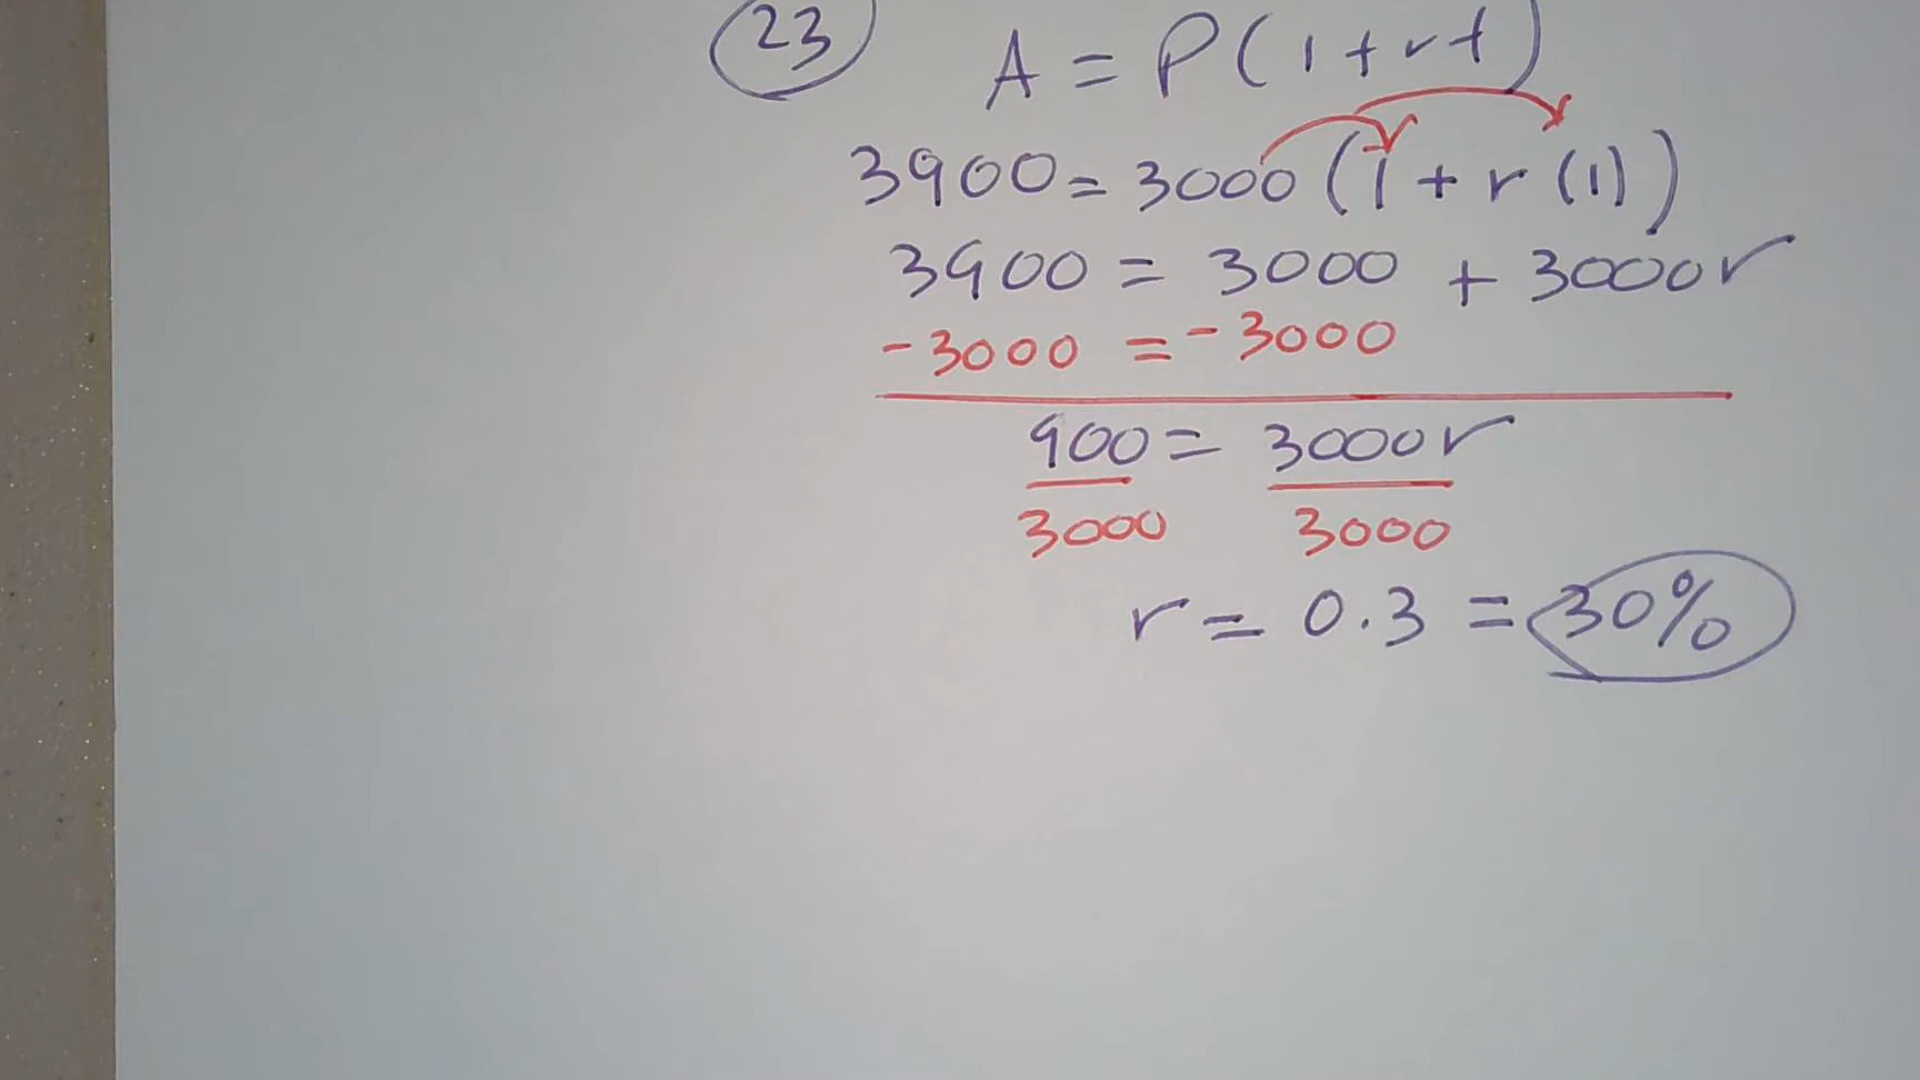 23 A = P(1+rt)
3900 = 3000 (1 + r (1))
3900 = 3000 + 3000r
-3000 = -3000
900 = 3000r
3000 3000
r = 0.3 = 30%